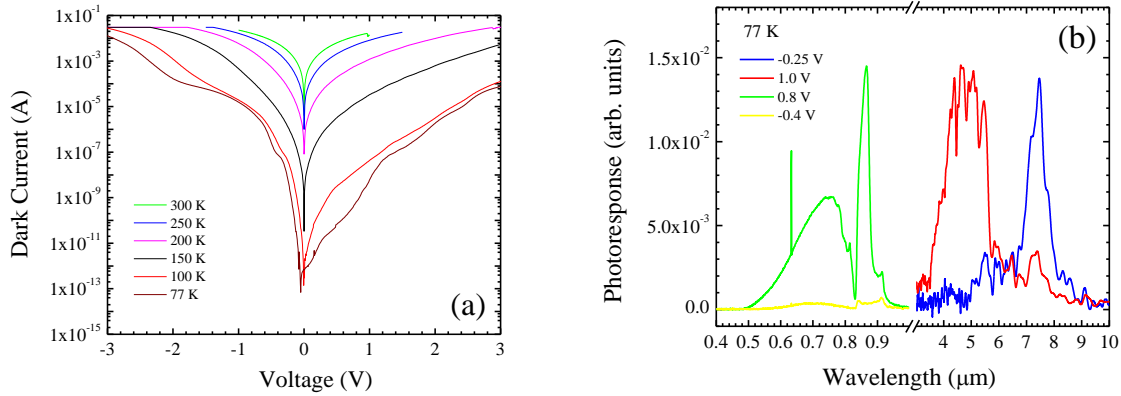 1x10^-1
1x10^-3
1x10^-5
1x10^-7
1x10^-9
1x10^-11
1x10^-13
1x10^-15
Dark Current (A)
300 K
250 K
200 K
150 K
100 K
77 K
(a)
-3 -2 -1 0 1 2 3
Voltage (V)
77 K
(b)
-0.25 V
1.0 V
0.8 V
-0.4 V
1.5x10^-2
1.0x10^-2
5.0x10^-3
0.0
Photoresponse (arb. units)
0.4 0.5 0.6 0.7 0.8 0.9 4 5 6 7 8 9 10
Wavelength (μm)